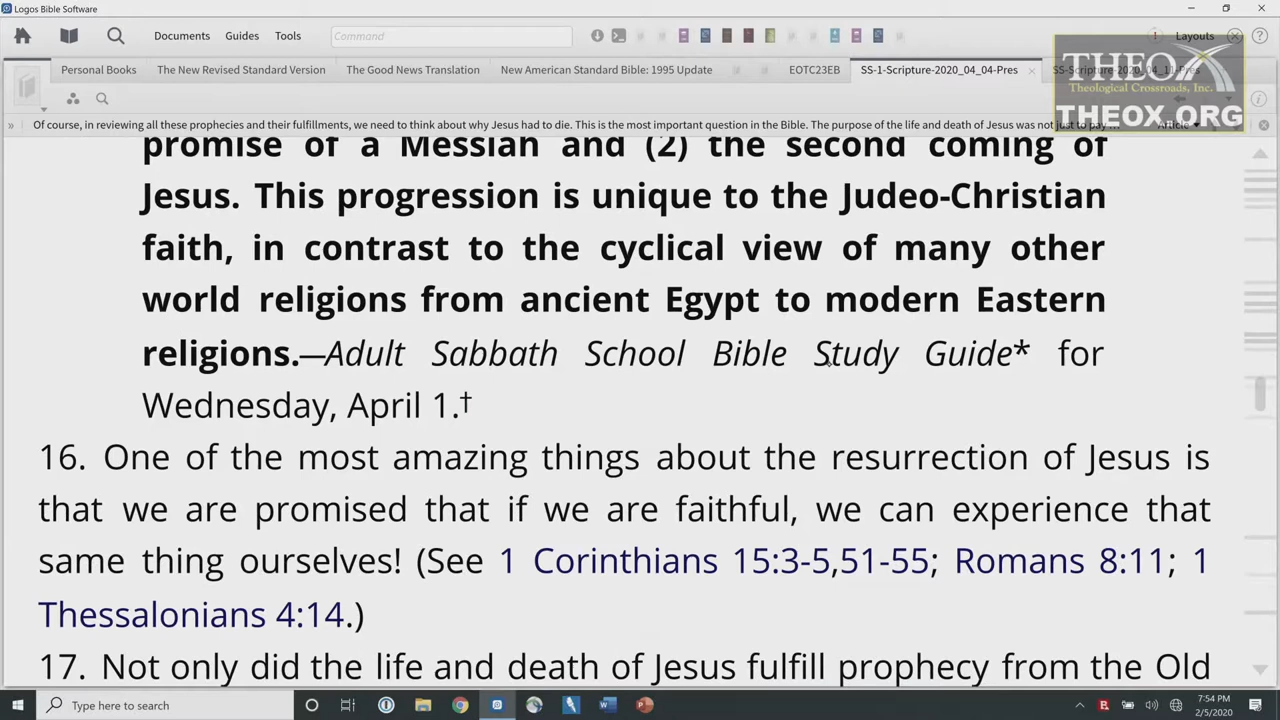 Logos Bible Software
Documents Guides Tools Command Layouts
THEOX
Theological Crossroads, Inc.
THEOX.ORG
Personal Books The New Revised Standard Version New American Standard Bible: 1995 Update EOTC23EB SS-1-Scripture-2020_04_04-Pres
Of course, in reviewing all these prophecies and their fulfillments, we need to think about why Jesus had to die. This is the most important question in the Bible. The purpose of the life and death of Jesus was not just to pay ... Article
promise of a Messiah and (2) the second coming of
Jesus. This progression is unique to the Judeo-Christian
faith, in contrast to the cyclical view of many other
world religions from ancient Egypt to modern Eastern
religions.—Adult Sabbath School Bible Study Guide* for
Wednesday, April 1.†
16. One of the most amazing things about the resurrection of Jesus is
that we are promised that if we are faithful, we can experience that
same thing ourselves! (See 1 Corinthians 15:3-5,51-55; Romans 8:11; 1
Thessalonians 4:14.)
17. Not only did the life and death of Jesus fulfill prophecy from the Old
Type here to search
7:54 PM
2/5/2020